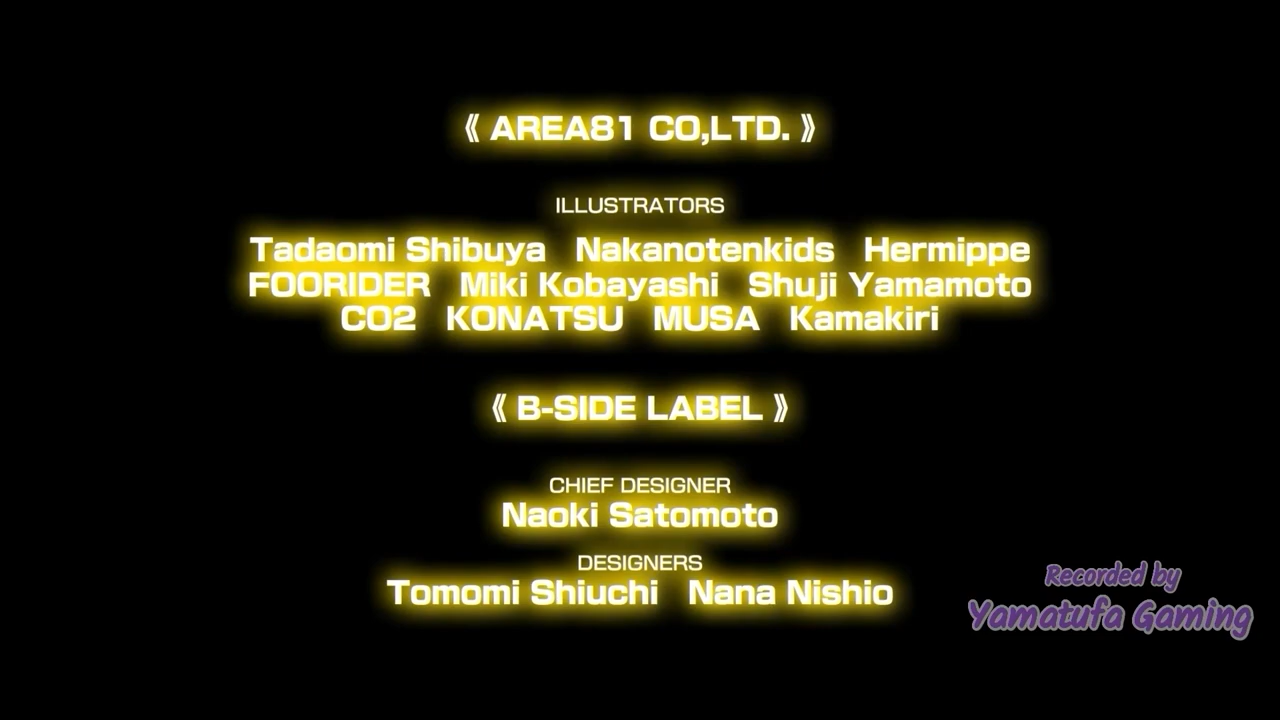 《 AREA81 CO,LTD. 》
ILLUSTRATORS
Tadaomi Shibuya Nakanotenkids Hermippe
FOORIDER Miki Kobayashi Shuji Yamamoto
CO2 KONATSU MUSA Kamakiri
《 B-SIDE LABEL 》
CHIEF DESIGNER
Naoki Satomoto
DESIGNERS
Tomomi Shiuchi Nana Nishio
Recorded by
Yamatufa Gaming